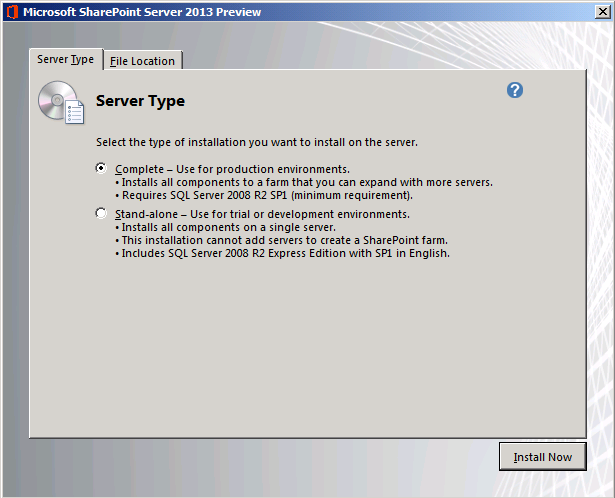 Microsoft SharePoint Server 2013 Preview
Server Type
File Location
Server Type
?
Select the type of installation you want to install on the server.
Complete – Use for production environments.
• Installs all components to a farm that you can expand with more servers.
• Requires SQL Server 2008 R2 SP1 (minimum requirement).
Stand-alone – Use for trial or development environments.
• Installs all components on a single server.
• This installation cannot add servers to create a SharePoint farm.
• Includes SQL Server 2008 R2 Express Edition with SP1 in English.
Install Now